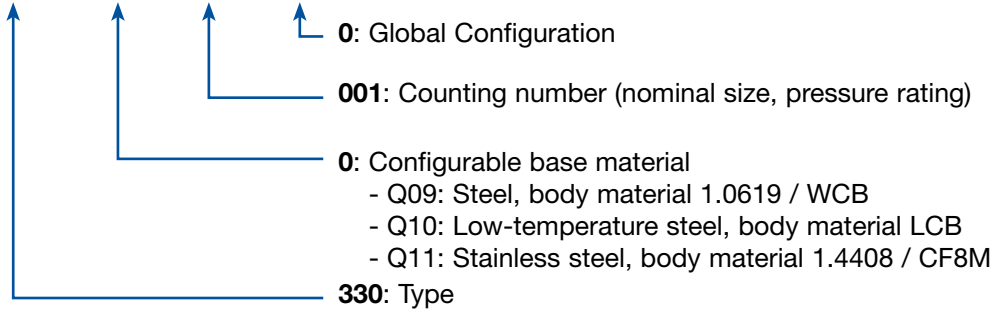 0: Global Configuration
001: Counting number (nominal size, pressure rating)
0: Configurable base material
- Q09: Steel, body material 1.0619 / WCB
- Q10: Low-temperature steel, body material LCB
- Q11: Stainless steel, body material 1.4408 / CF8M
330: Type